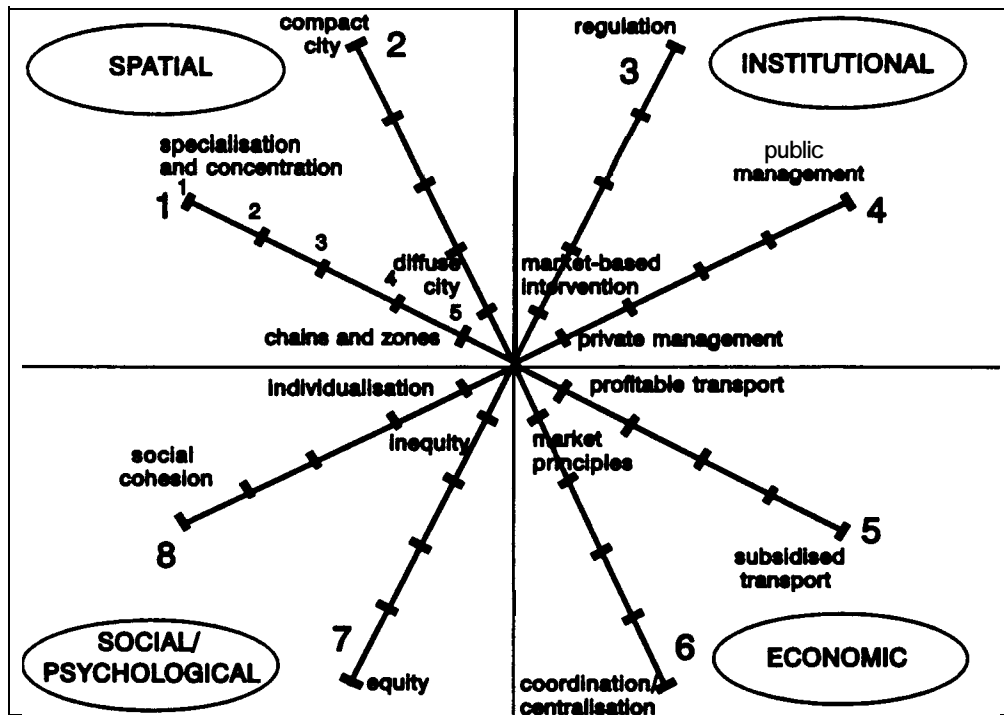 compact
city
2
SPATIAL
specialisation
and concentration
1
1
2
3
4
5
diffuse
city
chains and zones
regulation
3
INSTITUTIONAL
public
management
4
market-based
intervention
private management
individualisation
inequity
social
cohesion
8
SOCIAL/
PSYCHOLOGICAL
7
equity
profitable transport
market
principles
5
subsidised
transport
6
ECONOMIC
coordination/
centralisation